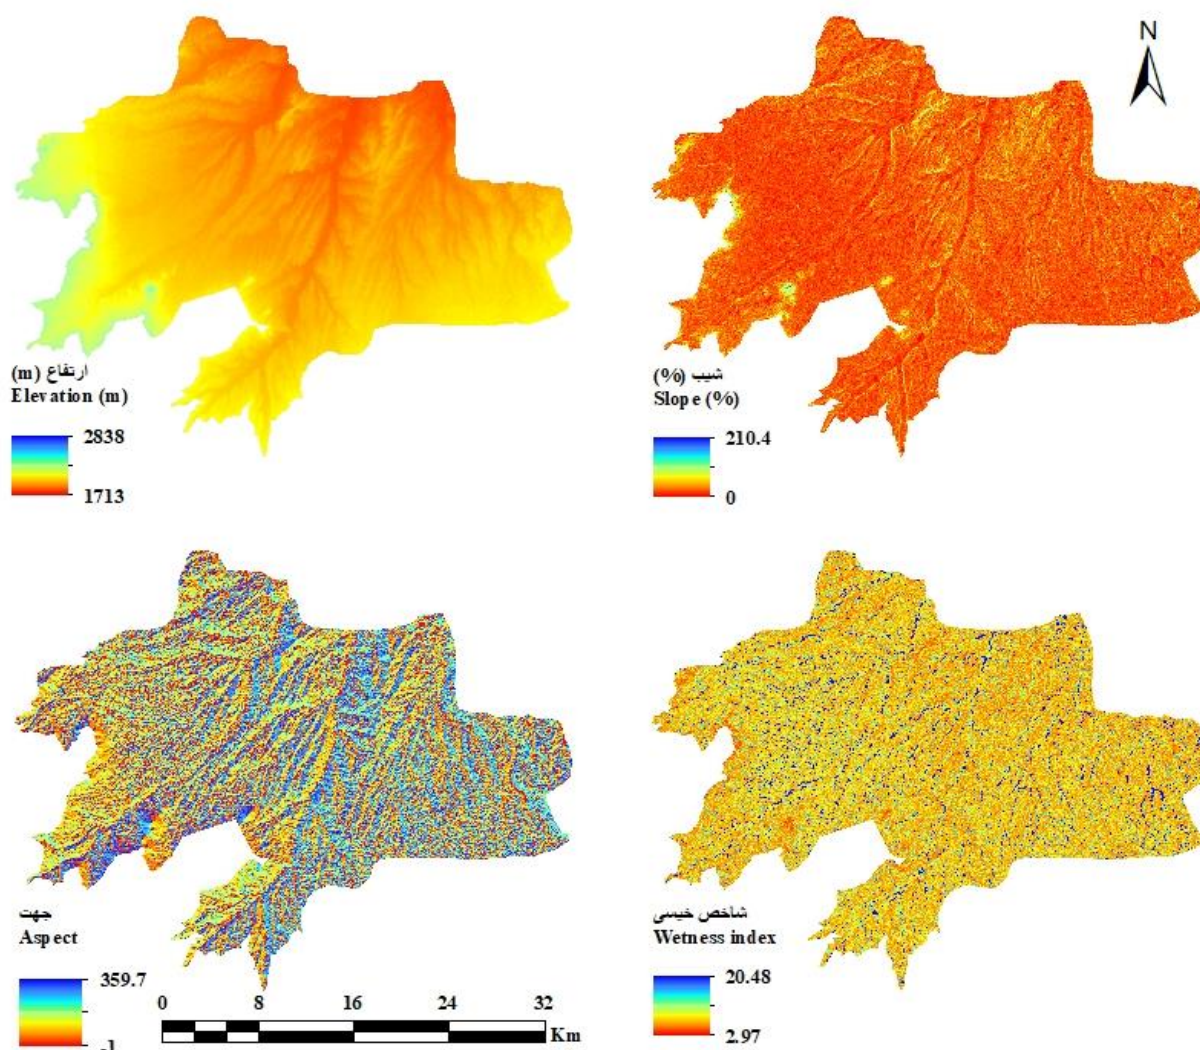 N
ارتفاع (m)
Elevation (m)
2838
1713
شیب (%)
Slope (%)
210.4
0
جهت
Aspect
359.7
-1
0 8 16 24 32
Km
شاخص خیسی
Wetness index
20.48
2.97